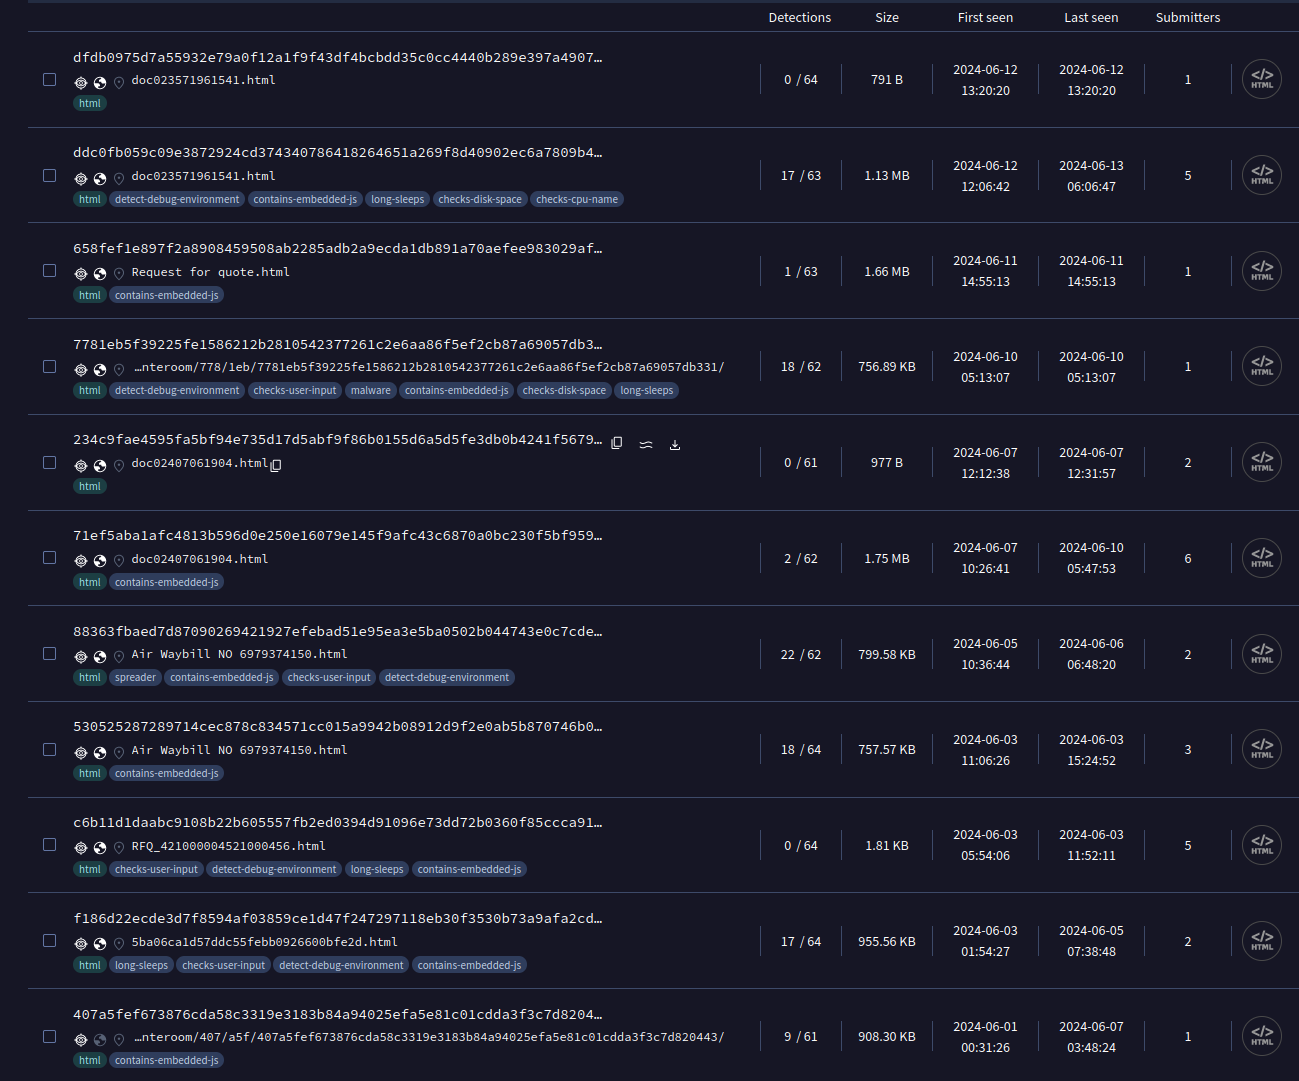 Detections Size First seen Last seen Submitters
dfdb0975d7a55932e79a0f12a1f9f43df4bcbdd35c0cc4440b289e397a4907…
doc023571961541.html
html
0 / 64 791 B 2024-06-12 13:20:20 2024-06-12 13:20:20 1 </> HTML
ddc0fb059c09e3872924cd374340786418264651a269f8d40902ec6a7809b4…
doc023571961541.html
html detect-debug-environment contains-embedded-js long-sleeps checks-disk-space checks-cpu-name
17 / 63 1.13 MB 2024-06-12 12:06:42 2024-06-13 06:06:47 5 </> HTML
658fef1e897f2a8908459508ab2285adb2a9ecda1db891a70aefee983029af…
Request for quote.html
html contains-embedded-js
1 / 63 1.66 MB 2024-06-11 14:55:13 2024-06-11 14:55:13 1 </> HTML
7781eb5f39225fe1586212b2810542377261c2e6aa86f5ef2cb87a69057db3…
…nteroom/778/1eb/7781eb5f39225fe1586212b2810542377261c2e6aa86f5ef2cb87a69057db331/
html detect-debug-environment checks-user-input malware contains-embedded-js checks-disk-space long-sleeps
18 / 62 756.89 KB 2024-06-10 05:13:07 2024-06-10 05:13:07 1 </> HTML
234c9fae4595fa5bf94e735d17d5abf9f86b0155d6a5d5fe3db0b4241f5679…
doc02407061904.html
html
0 / 61 977 B 2024-06-07 12:12:38 2024-06-07 12:31:57 2 </> HTML
71ef5aba1afc4813b596d0e250e16079e145f9afc43c6870a0bc230f5bf959…
doc02407061904.html
html contains-embedded-js
2 / 62 1.75 MB 2024-06-07 10:26:41 2024-06-10 05:47:53 6 </> HTML
88363fbaed7d87090269421927efebad51e95ea3e5ba0502b044743e0c7cde…
Air Waybill NO 6979374150.html
html spreader contains-embedded-js checks-user-input detect-debug-environment
22 / 62 799.58 KB 2024-06-05 10:36:44 2024-06-06 06:48:20 2 </> HTML
530525287289714cec878c834571cc015a9942b08912d9f2e0ab5b870746b0…
Air Waybill NO 6979374150.html
html contains-embedded-js
18 / 64 757.57 KB 2024-06-03 11:06:26 2024-06-03 15:24:52 3 </> HTML
c6b11d1daabc9108b22b605557fb2ed0394d91096e73dd72b0360f85ccca91…
RFQ_421000004521000456.html
html checks-user-input detect-debug-environment long-sleeps contains-embedded-js
0 / 64 1.81 KB 2024-06-03 05:54:06 2024-06-03 11:52:11 5 </> HTML
f186d22ecde3d7f8594af03859ce1d47f247297118eb30f3530b73a9afa2cd…
5ba06ca1d57ddc55febb0926600bfe2d.html
html long-sleeps checks-user-input detect-debug-environment contains-embedded-js
17 / 64 955.56 KB 2024-06-03 01:54:27 2024-06-05 07:38:48 2 </> HTML
407a5fef673876cda58c3319e3183b84a94025efa5e81c01cdda3f3c7d8204…
…nteroom/407/a5f/407a5fef673876cda58c3319e3183b84a94025efa5e81c01cdda3f3c7d820443/
html contains-embedded-js
9 / 61 908.30 KB 2024-06-01 00:31:26 2024-06-07 03:48:24 1 </> HTML